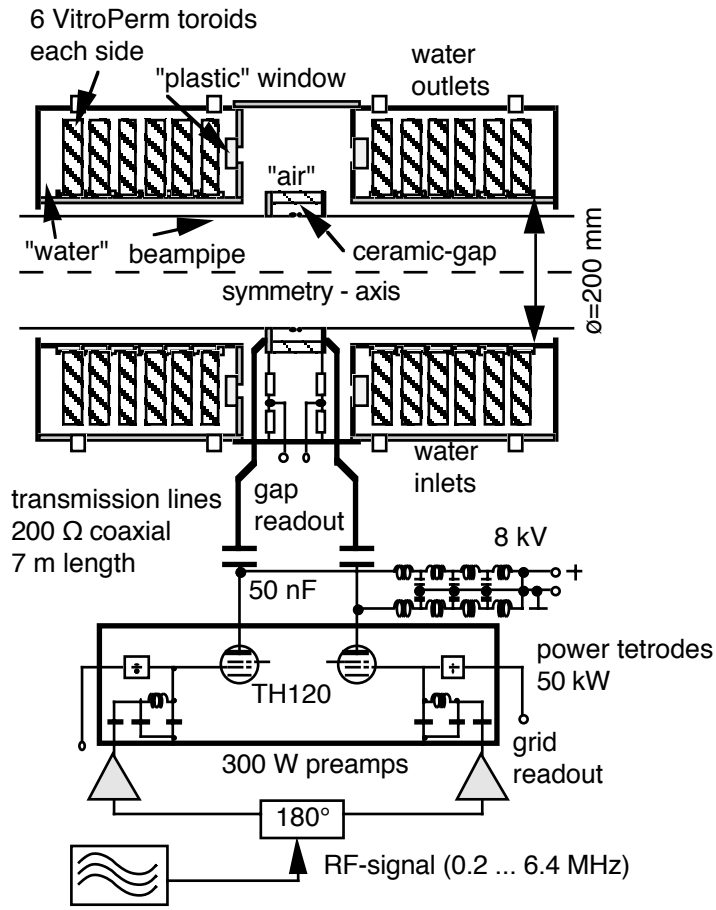 6 VitroPerm toroids
each side
water
outlets
"plastic" window
"air"
"water"
beampipe
ceramic-gap
symmetry - axis
ø=200 mm
water
inlets
gap
readout
transmission lines
200 Ω coaxial
7 m length
8 kV
50 nF
+
power tetrodes
50 kW
÷
÷
TH120
300 W preamps
grid
readout
180°
RF-signal (0.2 ... 6.4 MHz)